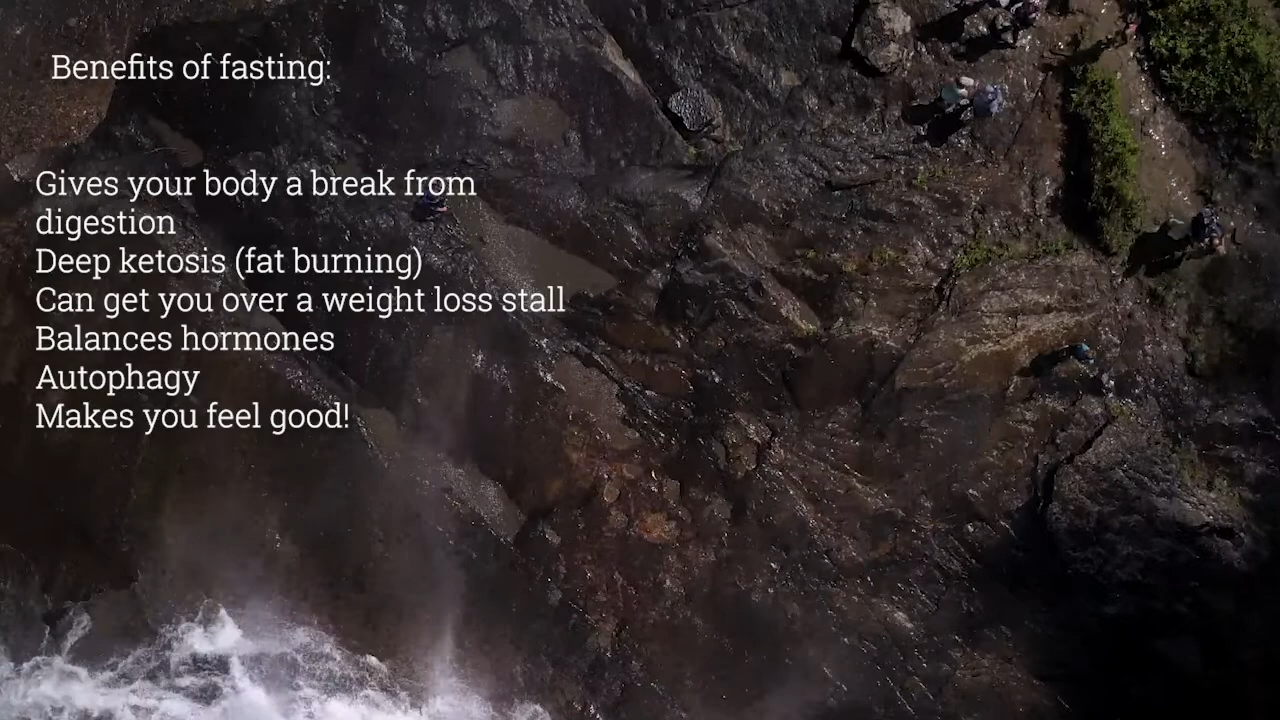 Benefits of fasting:
Gives your body a break from
digestion
Deep ketosis (fat burning)
Can get you over a weight loss stall
Balances hormones
Autophagy
Makes you feel good!